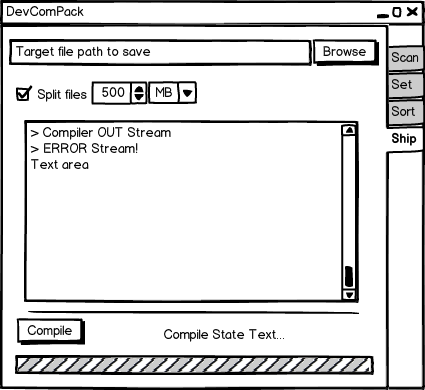 DevComPack
Target file path to save
Browse
Scan
Set
Sort
Ship
Split files
500
MB
> Compiler OUT Stream
> ERROR Stream!
Text area
Compile
Compile State Text...